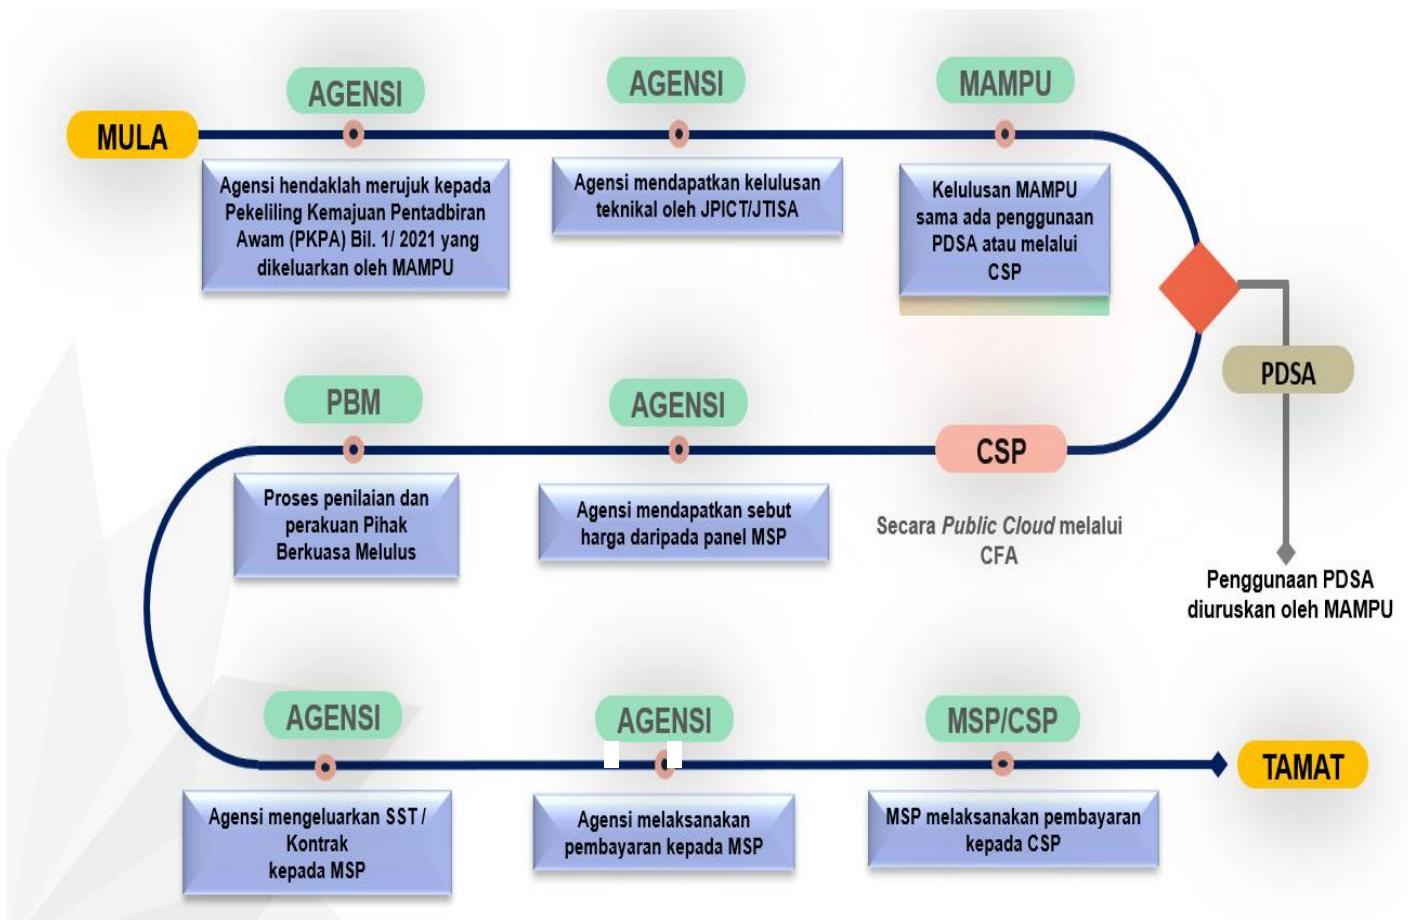 MULA
AGENSI
Agensi hendaklah merujuk kepada
Pekeliling Kemajuan Pentadbiran
Awam (PKPA) Bil. 1/ 2021 yang
dikeluarkan oleh MAMPU
AGENSI
Agensi mendapatkan kelulusan
teknikal oleh JPICT/JTISA
MAMPU
Kelulusan MAMPU
sama ada penggunaan
PDSA atau melalui
CSP
PDSA
Penggunaan PDSA
diuruskan oleh MAMPU
CSP
Secara Public Cloud melalui
CFA
AGENSI
Agensi mendapatkan sebut
harga daripada panel MSP
PBM
Proses penilaian dan
perakuan Pihak
Berkuasa Melulus
AGENSI
Agensi mengeluarkan SST /
Kontrak
kepada MSP
AGENSI
Agensi melaksanakan
pembayaran kepada MSP
MSP/CSP
MSP melaksanakan pembayaran
kepada CSP
TAMAT